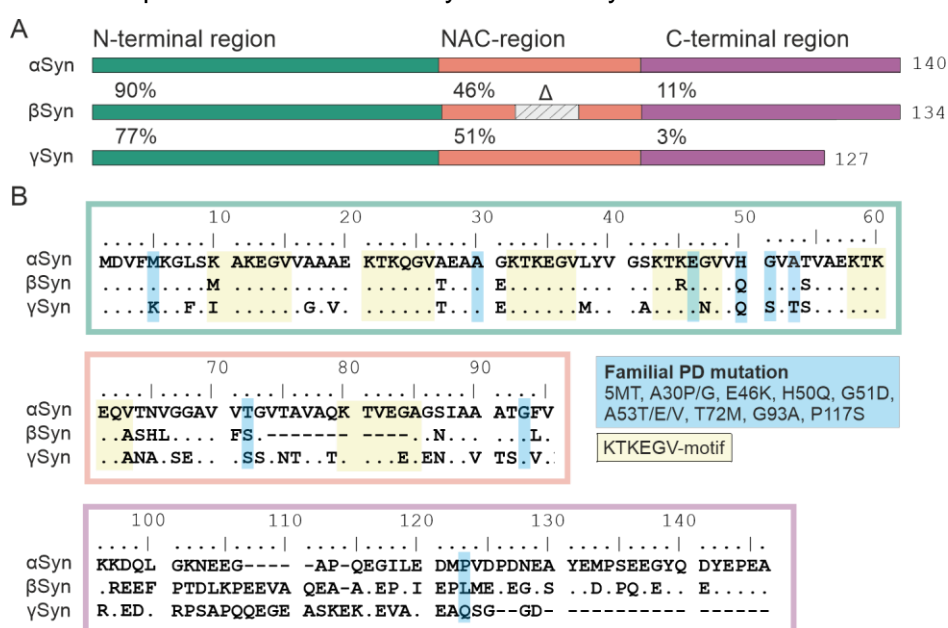 A
N-terminal region NAC-region C-terminal region
αSyn 140
90% 46% Δ 11%
βSyn 134
77% 51% 3%
γSyn 127
B
10 20 30 40 50 60
αSyn MDVFMKGLSK AKEGVVAAAE KTKQGVAEAA GKTKEGVLYV GSKTKEGVVH GVATVAEKTK
βSyn .........M .......... ......T... E......... ....R....Q ...S......
γSyn ....K..F.I ......G.V. ......T... E......M.. .A....N..Q S.TS......
70 80 90
αSyn EQVTNVGGAV VTGVTAVAQK TVEGAGSIAA ATGFV
βSyn ..ASHL.... FS.------- ----..K... ...L.
γSyn .ANA.SE... .SS.NT..T. ...E.EN..V TS.V.
Familial PD mutation
5MT, A30P/G, E46K, H50Q, G51D,
A53T/E/V, T72M, G93A, P117S
KTKEGV-motif
100 110 120 130 140
αSyn KKDQL GKNEEG---- -AP-QEGILE DMPVDPDNEA YEMPSEEGYQ DYEPEA
βSyn .REEF PTDLKPEEVA QEA-A.EP.I EPLME.EG.S ..D.PQ.E.. E.....
γSyn R.ED. RPSAPQQEGE ASKEK.EVA. EAQSG--GD- ---------- ------